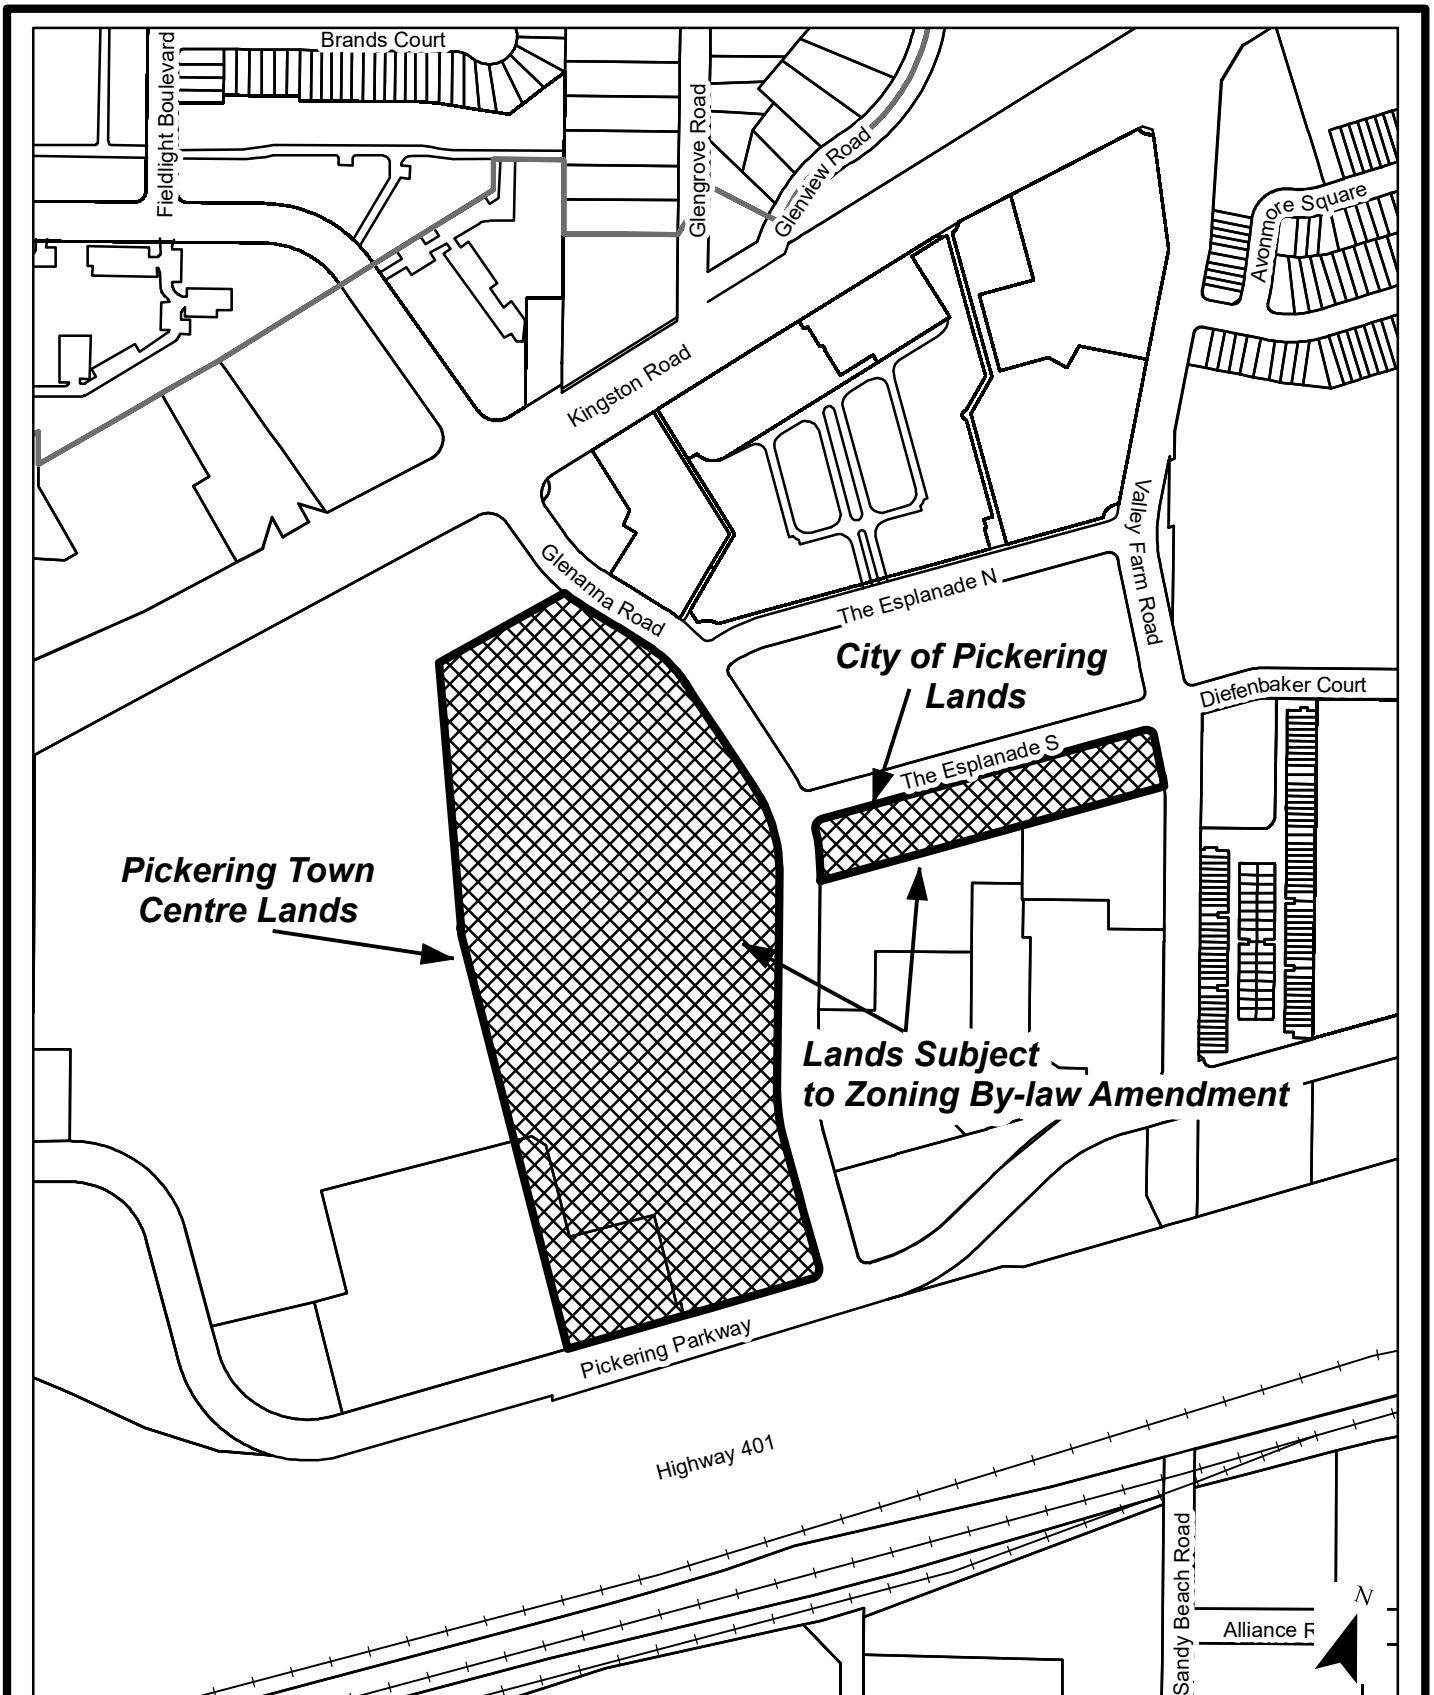 Brands Court
Fieldlight Boulevard
Glengrove Road
Glenview Road
Avonmore Square
Kingston Road
Valley Farm Road
Glenanna Road
The Esplanade N
City of Pickering
Lands
Diefenbaker Court
The Esplanade S
Pickering Town
Centre Lands
Lands Subject
to Zoning By-law Amendment
Pickering Parkway
Highway 401
Sandy Beach Road
N
Alliance R